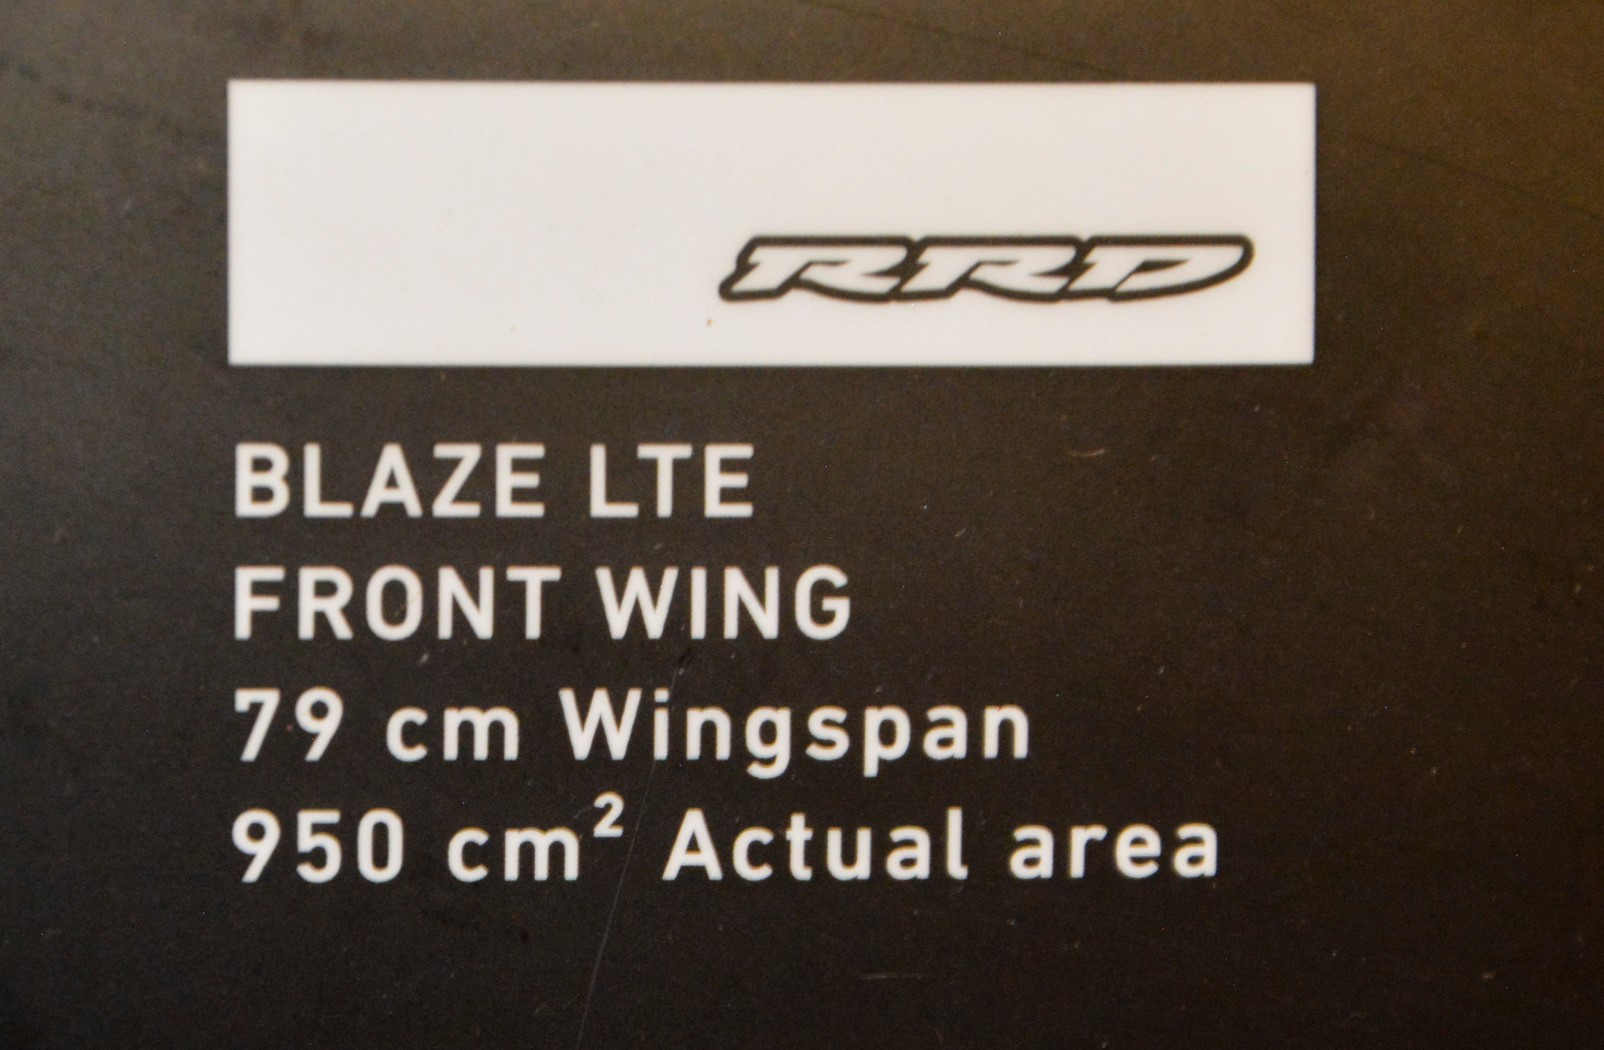 RRD
BLAZE LTE
FRONT WING
79 cm Wingspan
950 cm² Actual area